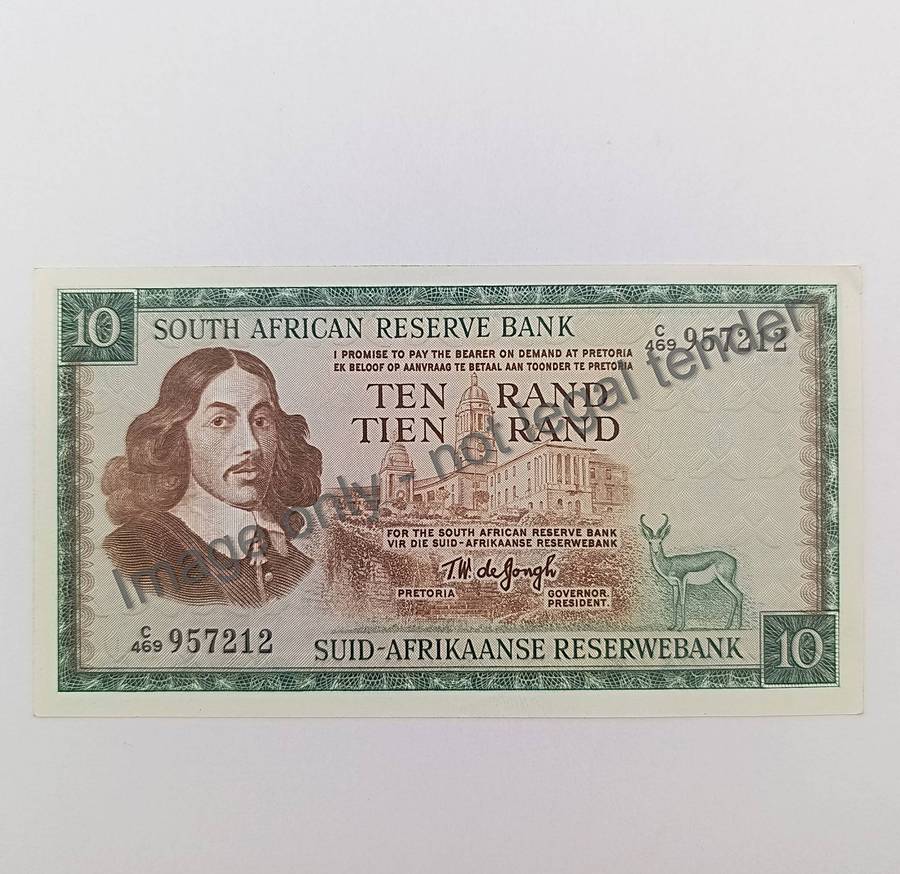 10
SOUTH AFRICAN RESERVE BANK
C/469 957212
I PROMISE TO PAY THE BEARER ON DEMAND AT PRETORIA
EK BELOOF OP AANVRAAG TE BETAAL AAN TOONDER TE PRETORIA
TEN RAND
TIEN RAND
Image only - not legal tender
FOR THE SOUTH AFRICAN RESERVE BANK
VIR DIE SUID-AFRIKAANSE RESERWEBANK
T.W. de Jongh
PRETORIA
GOVERNOR.
PRESIDENT.
C/469 957212
SUID-AFRIKAANSE RESERWEBANK
10